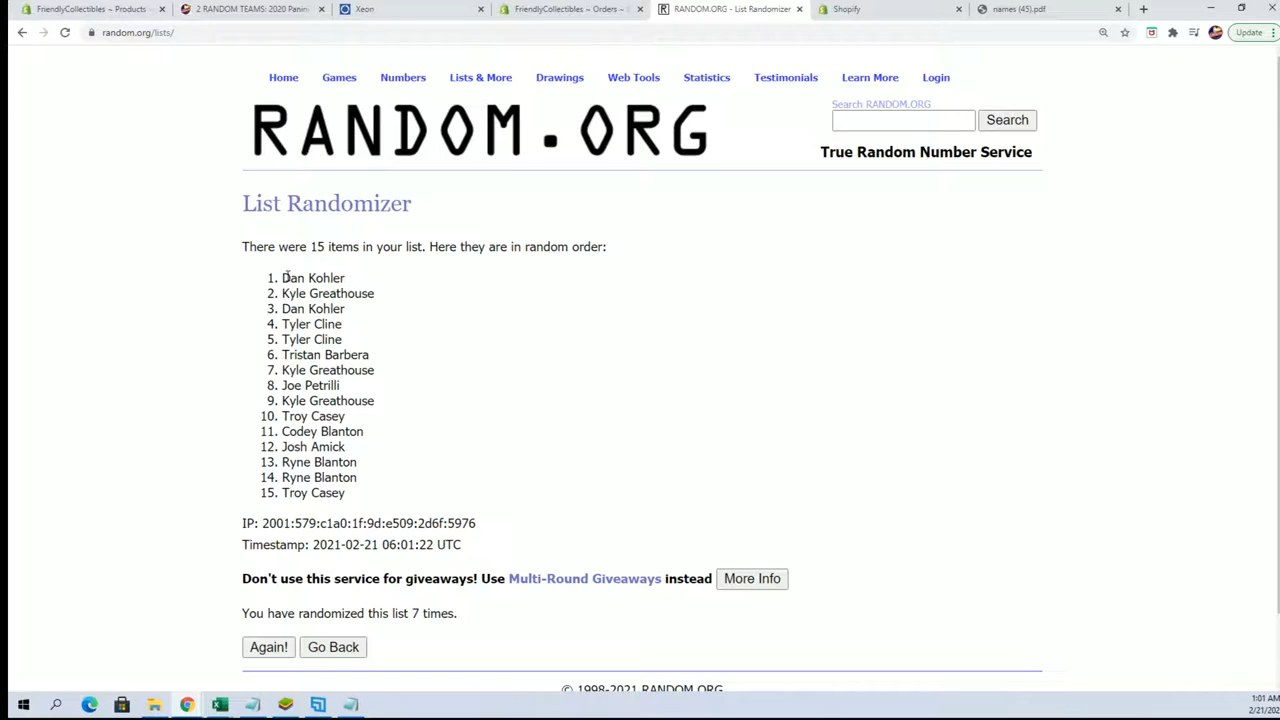 FriendlyCollectibles ~ Products
2 RANDOM TEAMS: 2020 Panin
Xeon
FriendlyCollectibles ~ Orders ~
RANDOM.ORG - List Randomizer
Shopify
names (45).pdf
random.org/lists/
Update
Home Games Numbers Lists & More Drawings Web Tools Statistics Testimonials Learn More Login
RANDOM.ORG
Search RANDOM.ORG
Search
True Random Number Service
List Randomizer
There were 15 items in your list. Here they are in random order:
1. Dan Kohler
2. Kyle Greathouse
3. Dan Kohler
4. Tyler Cline
5. Tyler Cline
6. Tristan Barbera
7. Kyle Greathouse
8. Joe Petrilli
9. Kyle Greathouse
10. Troy Casey
11. Codey Blanton
12. Josh Amick
13. Ryne Blanton
14. Ryne Blanton
15. Troy Casey
IP: 2001:579:c1a0:1f:9d:e509:2d6f:5976
Timestamp: 2021-02-21 06:01:22 UTC
Don't use this service for giveaways! Use Multi-Round Giveaways instead More Info
You have randomized this list 7 times.
Again! Go Back
© 1998-2021 RANDOM.ORG
1:01 AM
2/21/202